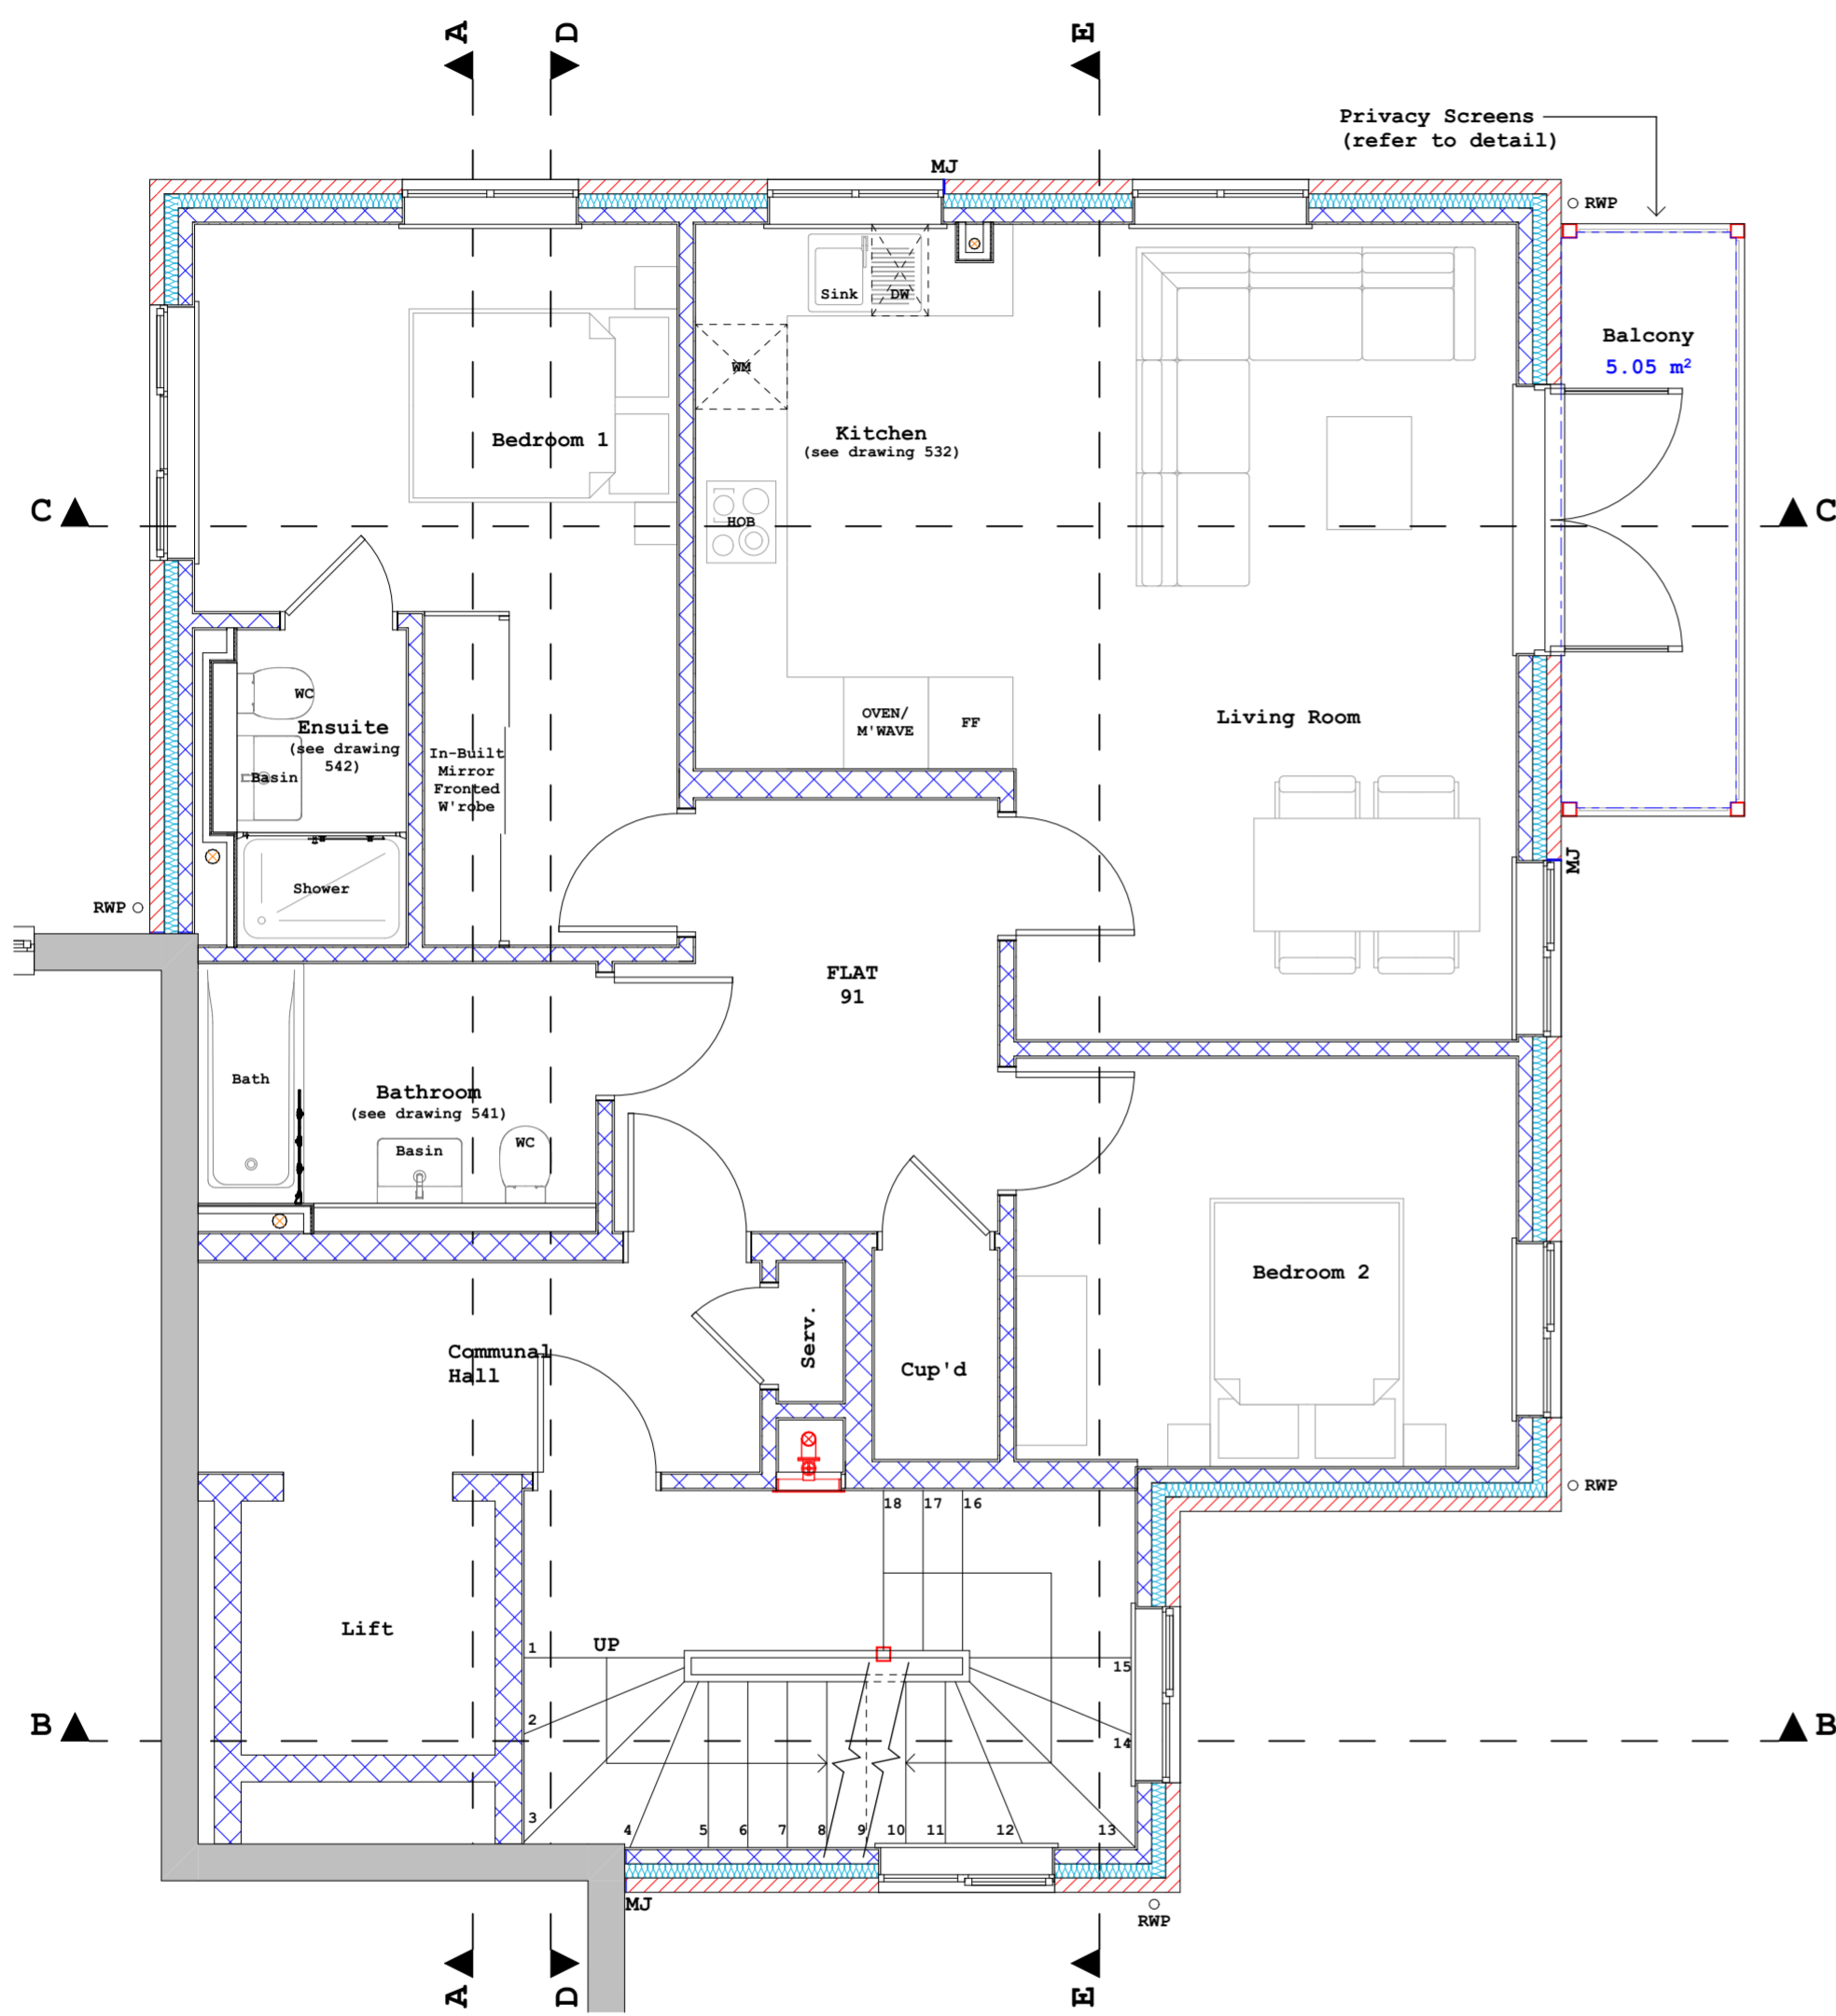 A
D
E
Privacy Screens
(refer to detail)
MJ
RWP
Sink
DW
Balcony
5.05 m²
WM
Bedroom 1
Kitchen
(see drawing 532)
C
C
HOB
WC
Ensuite
(see drawing
542)
Basin
In-Built
Mirror
Fronted
W'robe
OVEN/
M'WAVE
FF
Living Room
MJ
Shower
RWP
FLAT
91
Bath
Bathroom
(see drawing 541)
Basin
WC
Bedroom 2
Serv.
Communal
Hall
Cup'd
RWP
18
17
16
Lift
1
UP
15
2
14
B
B
3
4
5
6
7
8
9
10
11
12
13
MJ
RWP
A
D
E